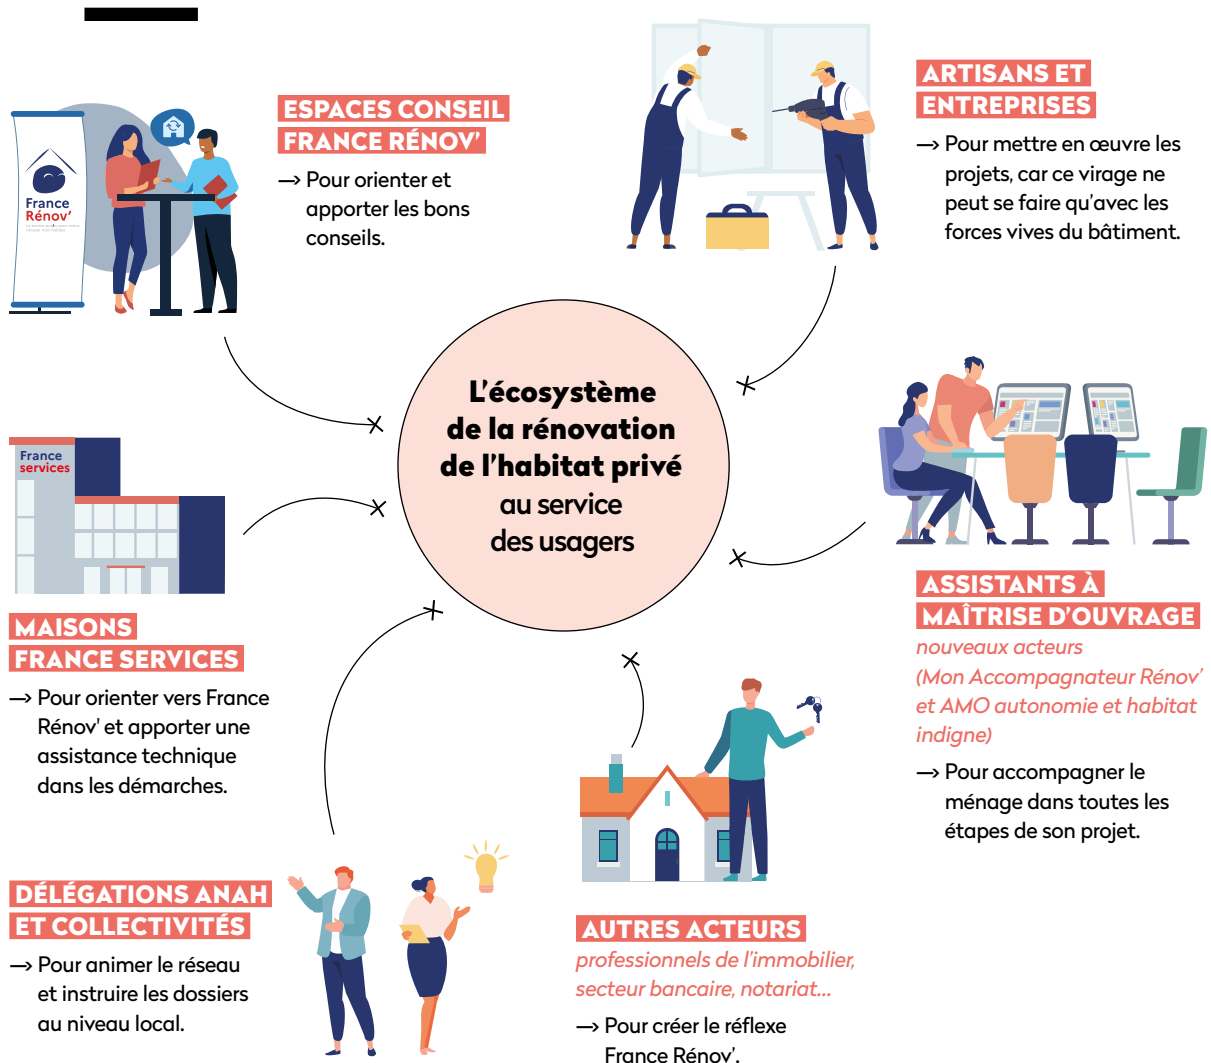 ESPACES CONSEIL
FRANCE RÉNOV'
→ Pour orienter et
apporter les bons
conseils.
France
Rénov'
ARTISANS ET
ENTREPRISES
→ Pour mettre en œuvre les
projets, car ce virage ne
peut se faire qu'avec les
forces vives du bâtiment.
L'écosystème
de la rénovation
de l'habitat privé
au service
des usagers
France
services
MAISONS
FRANCE SERVICES
→ Pour orienter vers France
Rénov' et apporter une
assistance technique
dans les démarches.
ASSISTANTS À
MAÎTRISE D'OUVRAGE
nouveaux acteurs
(Mon Accompagnateur Rénov'
et AMO autonomie et habitat
indigne)
→ Pour accompagner le
ménage dans toutes les
étapes de son projet.
DÉLÉGATIONS ANAH
ET COLLECTIVITÉS
→ Pour animer le réseau
et instruire les dossiers
au niveau local.
AUTRES ACTEURS
professionnels de l'immobilier,
secteur bancaire, notariat...
→ Pour créer le réflexe
France Rénov'.